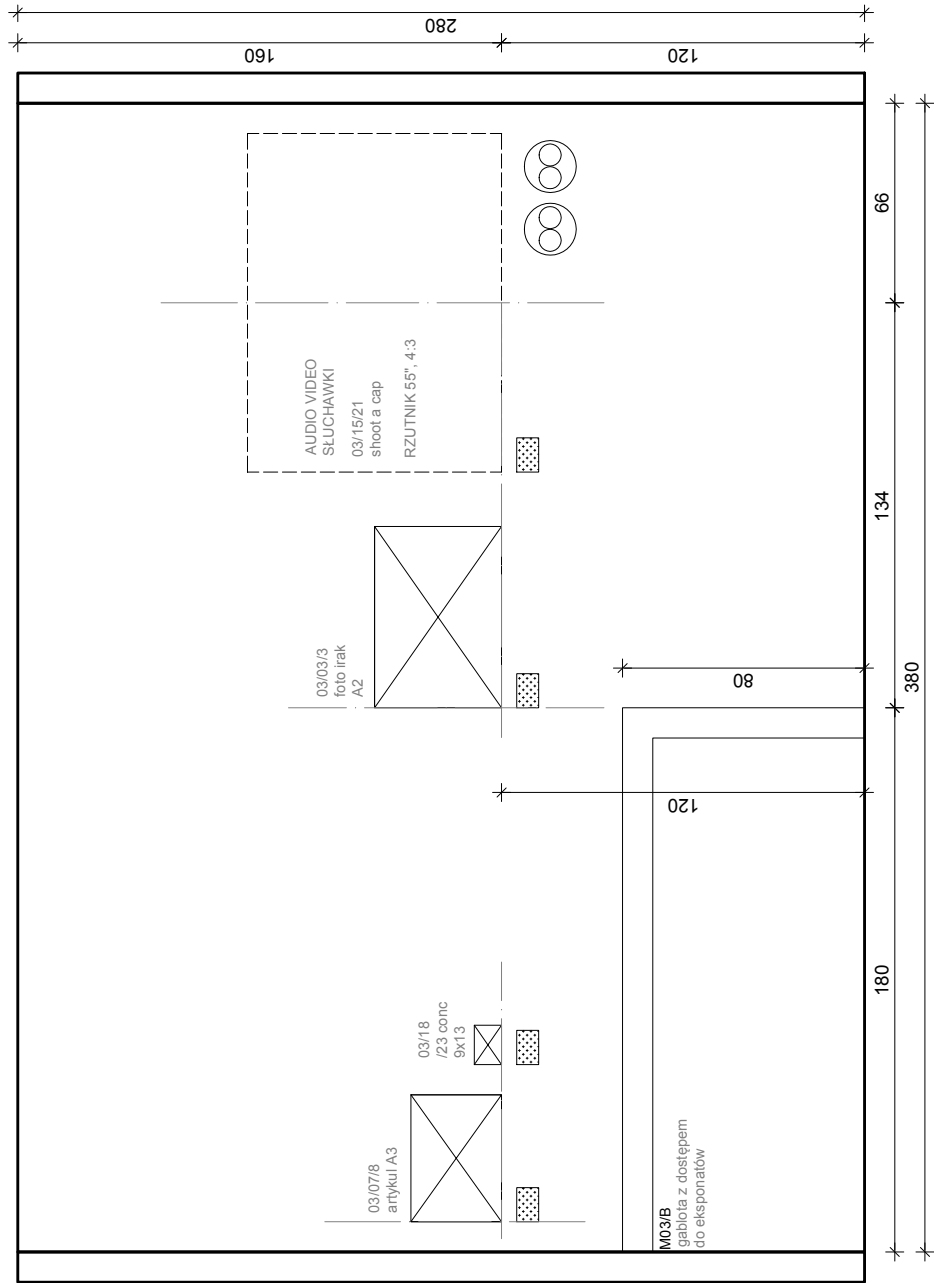 280
160
120
AUDIO VIDEO
SŁUCHAWKI
03/15/21
shoot a cap
RZUTNIK 55", 4:3
03/03/3
foto irak
A2
03/18
/23 conc
9x13
03/07/8
artykul A3
M03/B
gablota z dostępem
do eksponatów
80
120
180
134
66
380